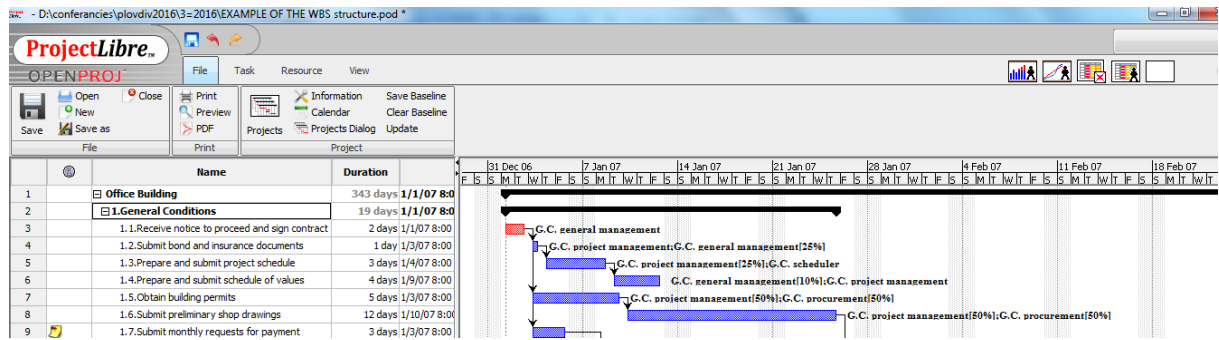 - D:\conferancies\plovdiv2016\3=2016\EXAMPLE OF THE WBS structure.pod *
ProjectLibre
OPENPROJ
File Task Resource View
Open Close Print Information Save Baseline
New Preview Calendar Clear Baseline
Save Save as PDF Projects Projects Dialog Update
File Print Project
Name Duration
31 Dec 06 7 Jan 07 14 Jan 07 21 Jan 07 28 Jan 07 4 Feb 07 11 Feb 07 18 Feb 07
F S S M T W T F S S M T W T F S S M T W T F S S M T W T F S S M T W T F S S M T W T F S S M T W T F S S M T W T
1 Office Building 343 days 1/1/07 8:0
2 1.General Conditions 19 days 1/1/07 8:0
3 1.1.Receive notice to proceed and sign contract 2 days 1/1/07 8:00 G.C. general management
4 1.2.Submit bond and insurance documents 1 day 1/3/07 8:00 G.C. project management;G.C. general management[25%]
5 1.3.Prepare and submit project schedule 3 days 1/4/07 8:00 G.C. project management[25%];G.C. scheduler
6 1.4.Prepare and submit schedule of values 4 days 1/9/07 8:00 G.C. general management[10%];G.C. project management
7 1.5.Obtain building permits 5 days 1/3/07 8:00 G.C. project management[50%];G.C. procurement[50%]
8 1.6.Submit preliminary shop drawings 12 days 1/10/07 8:00 G.C. project management[50%];G.C. procurement[50%]
9 1.7.Submit monthly requests for payment 3 days 1/3/07 8:00